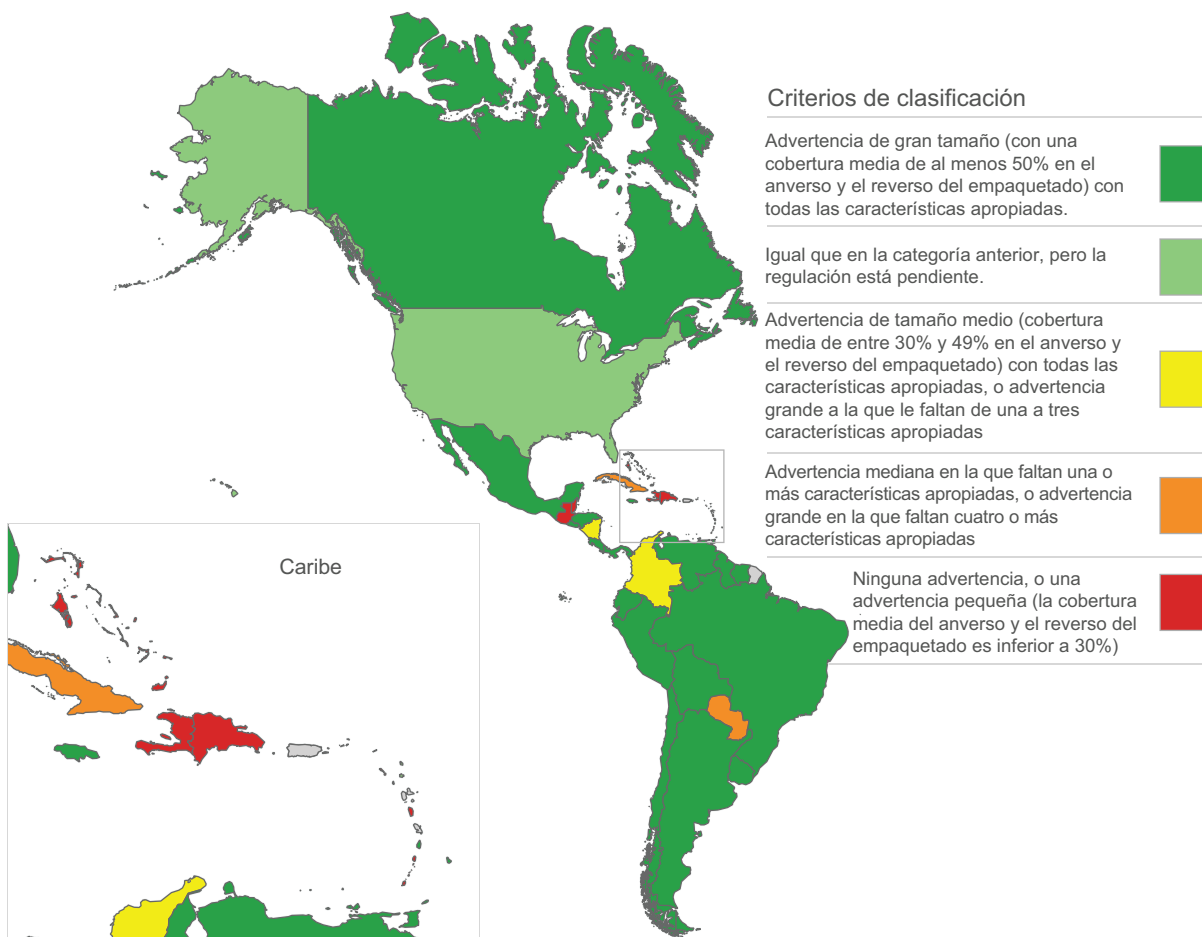 Criterios de clasificación
Advertencia de gran tamaño (con una
cobertura media de al menos 50% en el
anverso y el reverso del empaquetado) con
todas las características apropiadas.
Igual que en la categoría anterior, pero la
regulación está pendiente.
Advertencia de tamaño medio (cobertura
media de entre 30% y 49% en el anverso y
el reverso del empaquetado) con todas las
características apropiadas, o advertencia
grande a la que le faltan de una a tres
características apropiadas
Advertencia mediana en la que faltan una o
más características apropiadas, o advertencia
grande en la que faltan cuatro o más
características apropiadas
Ninguna advertencia, o una
advertencia pequeña (la cobertura
media del anverso y el reverso del
empaquetado es inferior a 30%)
Caribe